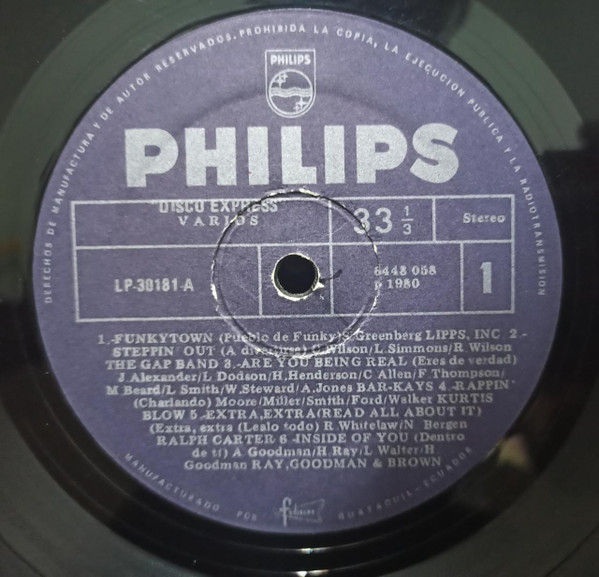 DERECHOS DE MANUFACTURA Y DE AUTOR RESERVADOS. PROHIBIDA LA COPIA, LA EJECUCION PUBLICA Y LA RADIOTRANSMISION
PHILIPS
PHILIPS
"DISCO EXPRESS"
VARIOS
33 1/3
Stereo
LP-30181-A
6448 058
p 1980
1
1.-FUNKYTOWN (Pueblo de Funky) S. Greenberg LIPPS, INC 2.-
STEPPIN' OUT (A divertirse) C. Wilson/L Simmons/R Wilson
THE GAP BAND 3.-ARE YOU BEING REAL (Eres de verdad)
J Alexander/L Dodson/H, Henderson/C Allen/F Thompson/
M Beard/L Smith/W. Steward/A. Jones BAR-KAYS 4.-RAPPIN'
(Charlando) Moore/Miller/Smith/Ford/Walker KURTIS
BLOW 5.-EXTRA, EXTRA (READ ALL ABOUT IT)
(Extra, extra (Lealo todo) R. Whitelaw/N Bergen
RALPH CARTER 6.-INSIDE OF YOU (Dentro
de ti) A Goodman/H Ray/L Walter/H
Goodman RAY, GOODMAN & BROWN
MANUFACTURADO POR fediscos GUAYAQUIL-ECUADOR